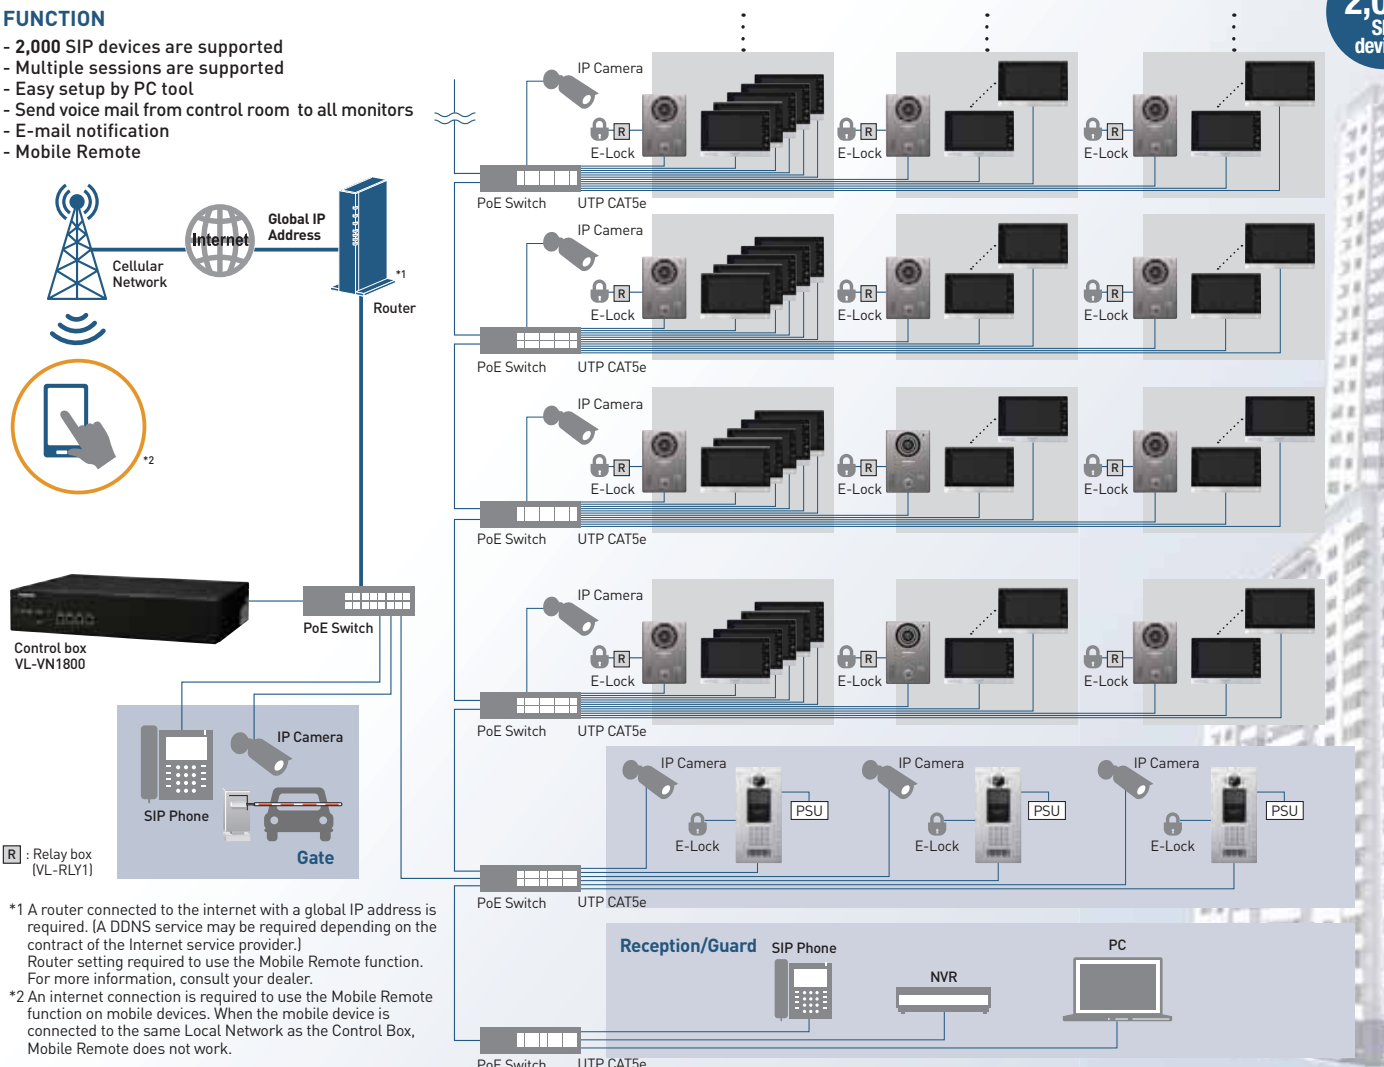 FUNCTION
- 2,000 SIP devices are supported
- Multiple sessions are supported
- Easy setup by PC tool
- Send voice mail from control room to all monitors
- E-mail notification
- Mobile Remote
Internet
Global IP
Address
Cellular
Network
*1
Router
*2
Control box
VL-VN1800
PoE Switch
SIP Phone
IP Camera
Gate
R : Relay box
(VL-RLY1)
*1 A router connected to the internet with a global IP address is
required. (A DDNS service may be required depending on the
contract of the Internet service provider.)
Router setting required to use the Mobile Remote function.
For more information, consult your dealer.
*2 An internet connection is required to use the Mobile Remote
function on mobile devices. When the mobile device is
connected to the same Local Network as the Control Box,
Mobile Remote does not work.
IP Camera
R
E-Lock
R
E-Lock
R
E-Lock
PoE Switch
UTP CAT5e
IP Camera
R
E-Lock
R
E-Lock
R
E-Lock
PoE Switch
UTP CAT5e
IP Camera
R
E-Lock
R
E-Lock
R
E-Lock
PoE Switch
UTP CAT5e
IP Camera
R
E-Lock
R
E-Lock
R
E-Lock
PoE Switch
UTP CAT5e
IP Camera
PSU
E-Lock
IP Camera
PSU
E-Lock
IP Camera
PSU
E-Lock
PoE Switch
UTP CAT5e
Reception/Guard
SIP Phone
NVR
PC
PoE Switch
UTP CAT5e